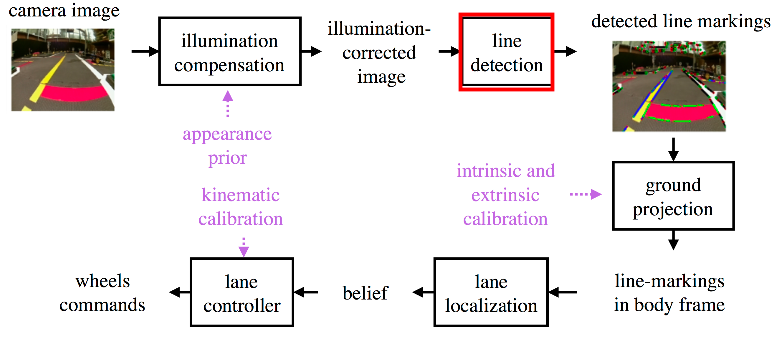 camera image
illumination
compensation
illumination-
corrected
image
line
detection
detected line markings
appearance
prior
kinematic
calibration
intrinsic and
extrinsic
calibration
ground
projection
wheels
commands
lane
controller
belief
lane
localization
line-markings
in body frame